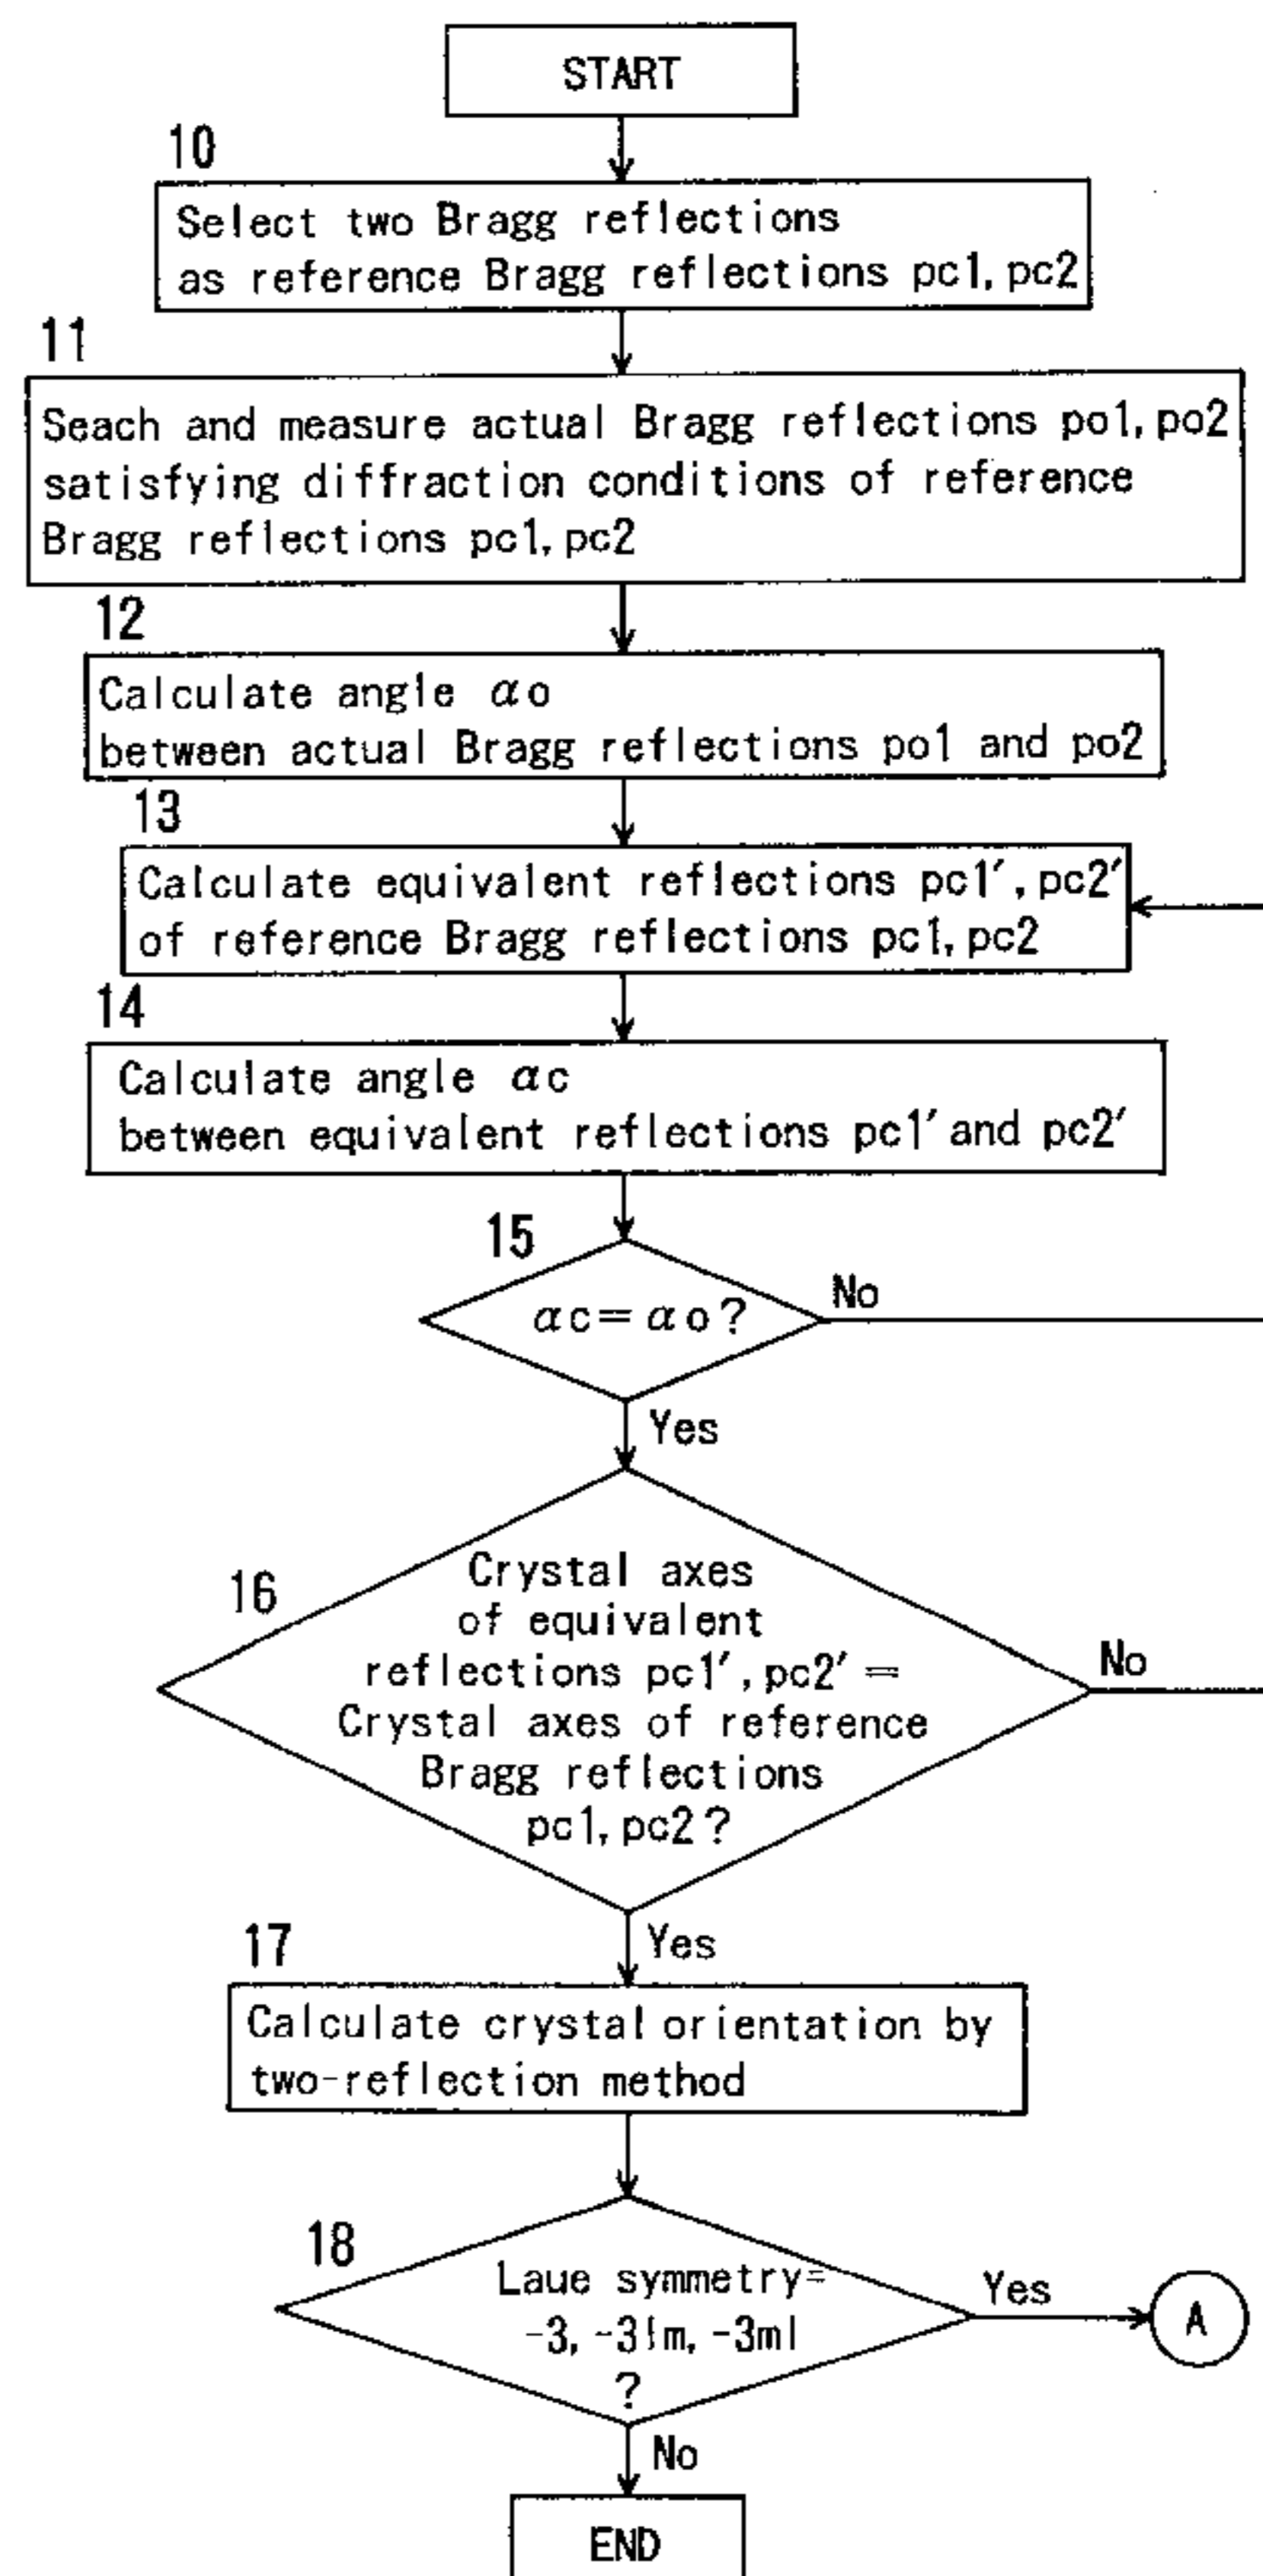 START
10
Select two Bragg reflections
as reference Bragg reflections pc1, pc2
11
Seach and measure actual Bragg reflections po1, po2
satisfying diffraction conditions of reference
Bragg reflections pc1, pc2
12
Calculate angle αo
between actual Bragg reflections po1 and po2
13
Calculate equivalent reflections pc1′, pc2′
of reference Bragg reflections pc1, pc2
14
Calculate angle αc
between equivalent reflections pc1′ and pc2′
15
αc=αo?
No
Yes
16
Crystal axes
of equivalent
reflections pc1′, pc2′ =
Crystal axes of reference
Bragg reflections
pc1, pc2?
No
Yes
17
Calculate crystal orientation by
two-reflection method
18
Laue symmetry=
-3, -31m, -3m1
?
Yes
A
No
END